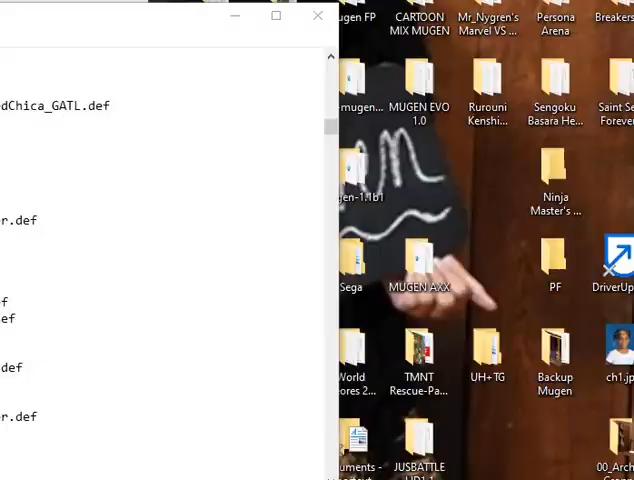 ugen FP
CARTOON
MIX MUGEN
Mr_Nygren's
Marvel VS ...
Persona
Arena
Breakers
dChica_GATL.def
-mugen...
MUGEN EVO
1.0
Rurouni
Kenshi...
Sengoku
Basara He...
Saint Se
Forever
r.def
gen-1.1b1
Ninja
Master's ...
f
ef
Sega
MUGEN AXX
PF
DriverUp
.def
World
eores 2...
TMNT
Rescue-Pa...
UH+TG
Backup
Mugen
ch1.jp
r.def
uments -
JUSBATTLE
00_Arch